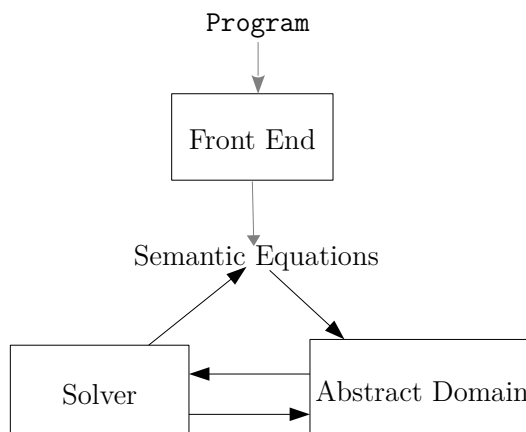 Program
Front End
Semantic Equations
Solver
Abstract Domain